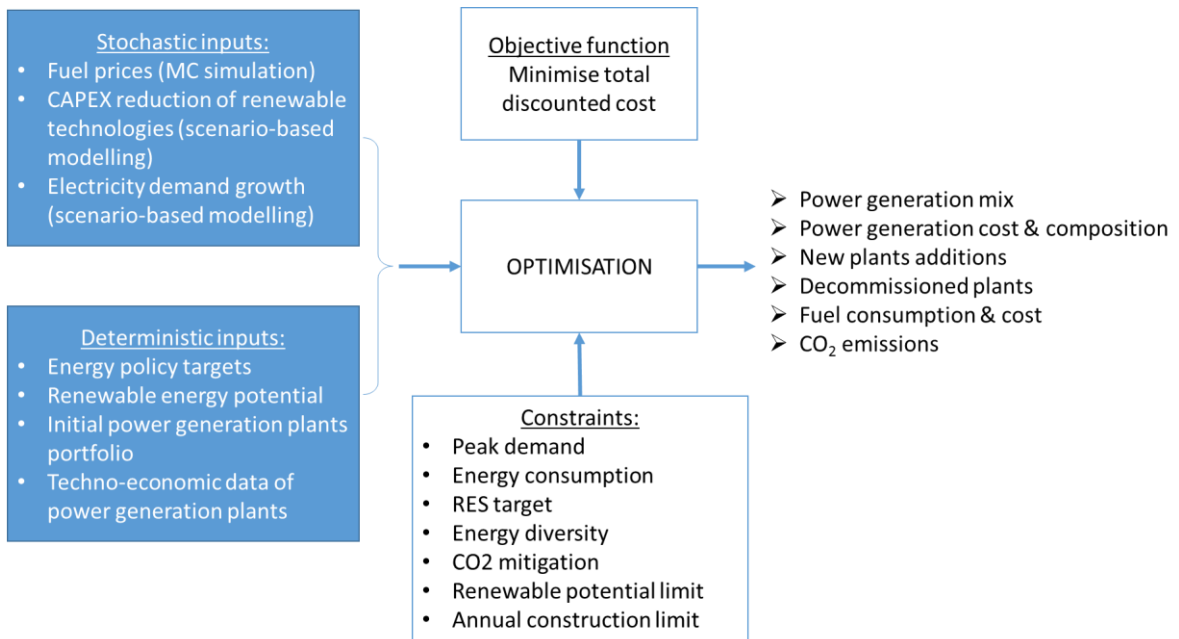 Stochastic inputs:
• Fuel prices (MC simulation)
• CAPEX reduction of renewable
technologies (scenario-based
modelling)
• Electricity demand growth
(scenario-based modelling)
Deterministic inputs:
• Energy policy targets
• Renewable energy potential
• Initial power generation plants
portfolio
• Techno-economic data of
power generation plants
Objective function
Minimise total
discounted cost
OPTIMISATION
Constraints:
• Peak demand
• Energy consumption
• RES target
• Energy diversity
• CO2 mitigation
• Renewable potential limit
• Annual construction limit
➢ Power generation mix
➢ Power generation cost & composition
➢ New plants additions
➢ Decommissioned plants
➢ Fuel consumption & cost
➢ CO₂ emissions